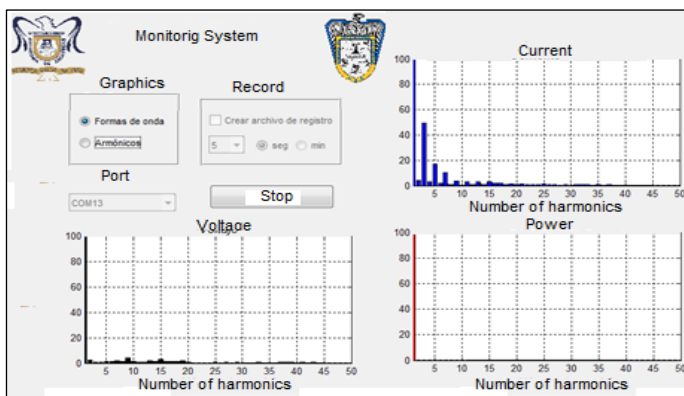 Monitorig System
Graphics
Formas de onda
Armónicos
Record
Crear archivo de registro
5
seg
min
Port
COM13
Stop
Current
100
80
60
40
20
0
5 10 15 20 25 30 35 40 45 50
Number of harmonics
Voltage
100
80
60
40
20
0
5 10 15 20 25 30 35 40 45 50
Number of harmonics
Power
100
80
60
40
20
0
5 10 15 20 25 30 35 40 45 50
Number of harmonics